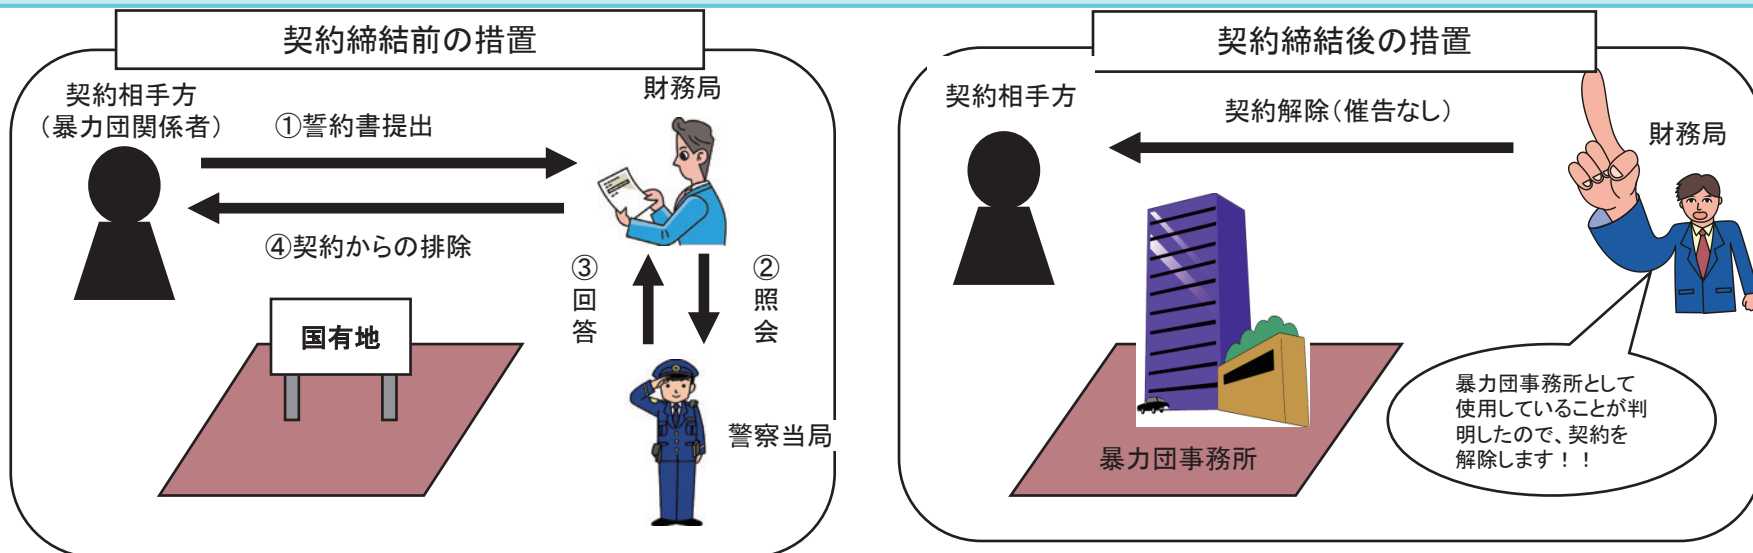 契約締結前の措置
契約相手方
（暴力団関係者）
①誓約書提出
財務局
④契約からの排除
③回答
②照会
国有地
警察当局
契約締結後の措置
契約相手方
契約解除（催告なし）
財務局
暴力団事務所
暴力団事務所として
使用していることが判
明したので、契約を
解除します！！